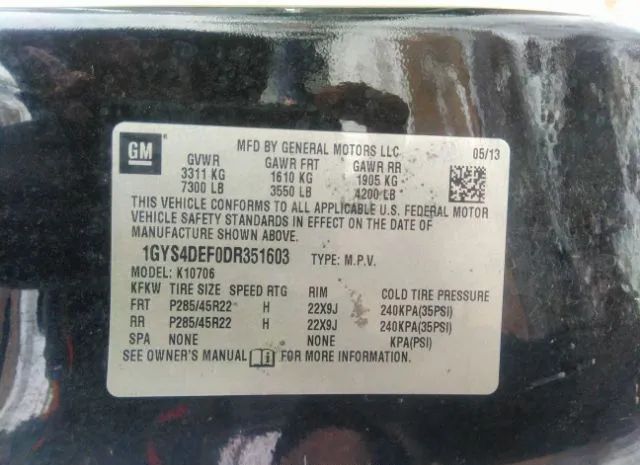 GM
MFD BY GENERAL MOTORS LLC 05/13
GVWR GAWR FRT GAWR RR
3311 KG 1610 KG 1905 KG
7300 LB 3550 LB 4200 LB
THIS VEHICLE CONFORMS TO ALL APPLICABLE U.S. FEDERAL MOTOR
VEHICLE SAFETY STANDARDS IN EFFECT ON THE DATE OF
MANUFACTURE SHOWN ABOVE.
1GYS4DEF0DR351603 TYPE: M.P.V.
MODEL: K10706
KFKW TIRE SIZE SPEED RTG RIM COLD TIRE PRESSURE
FRT P285/45R22 H 22X9J 240KPA(35PSI)
RR P285/45R22 H 22X9J 240KPA(35PSI)
SPA NONE NONE KPA(PSI)
SEE OWNER'S MANUAL FOR MORE INFORMATION.